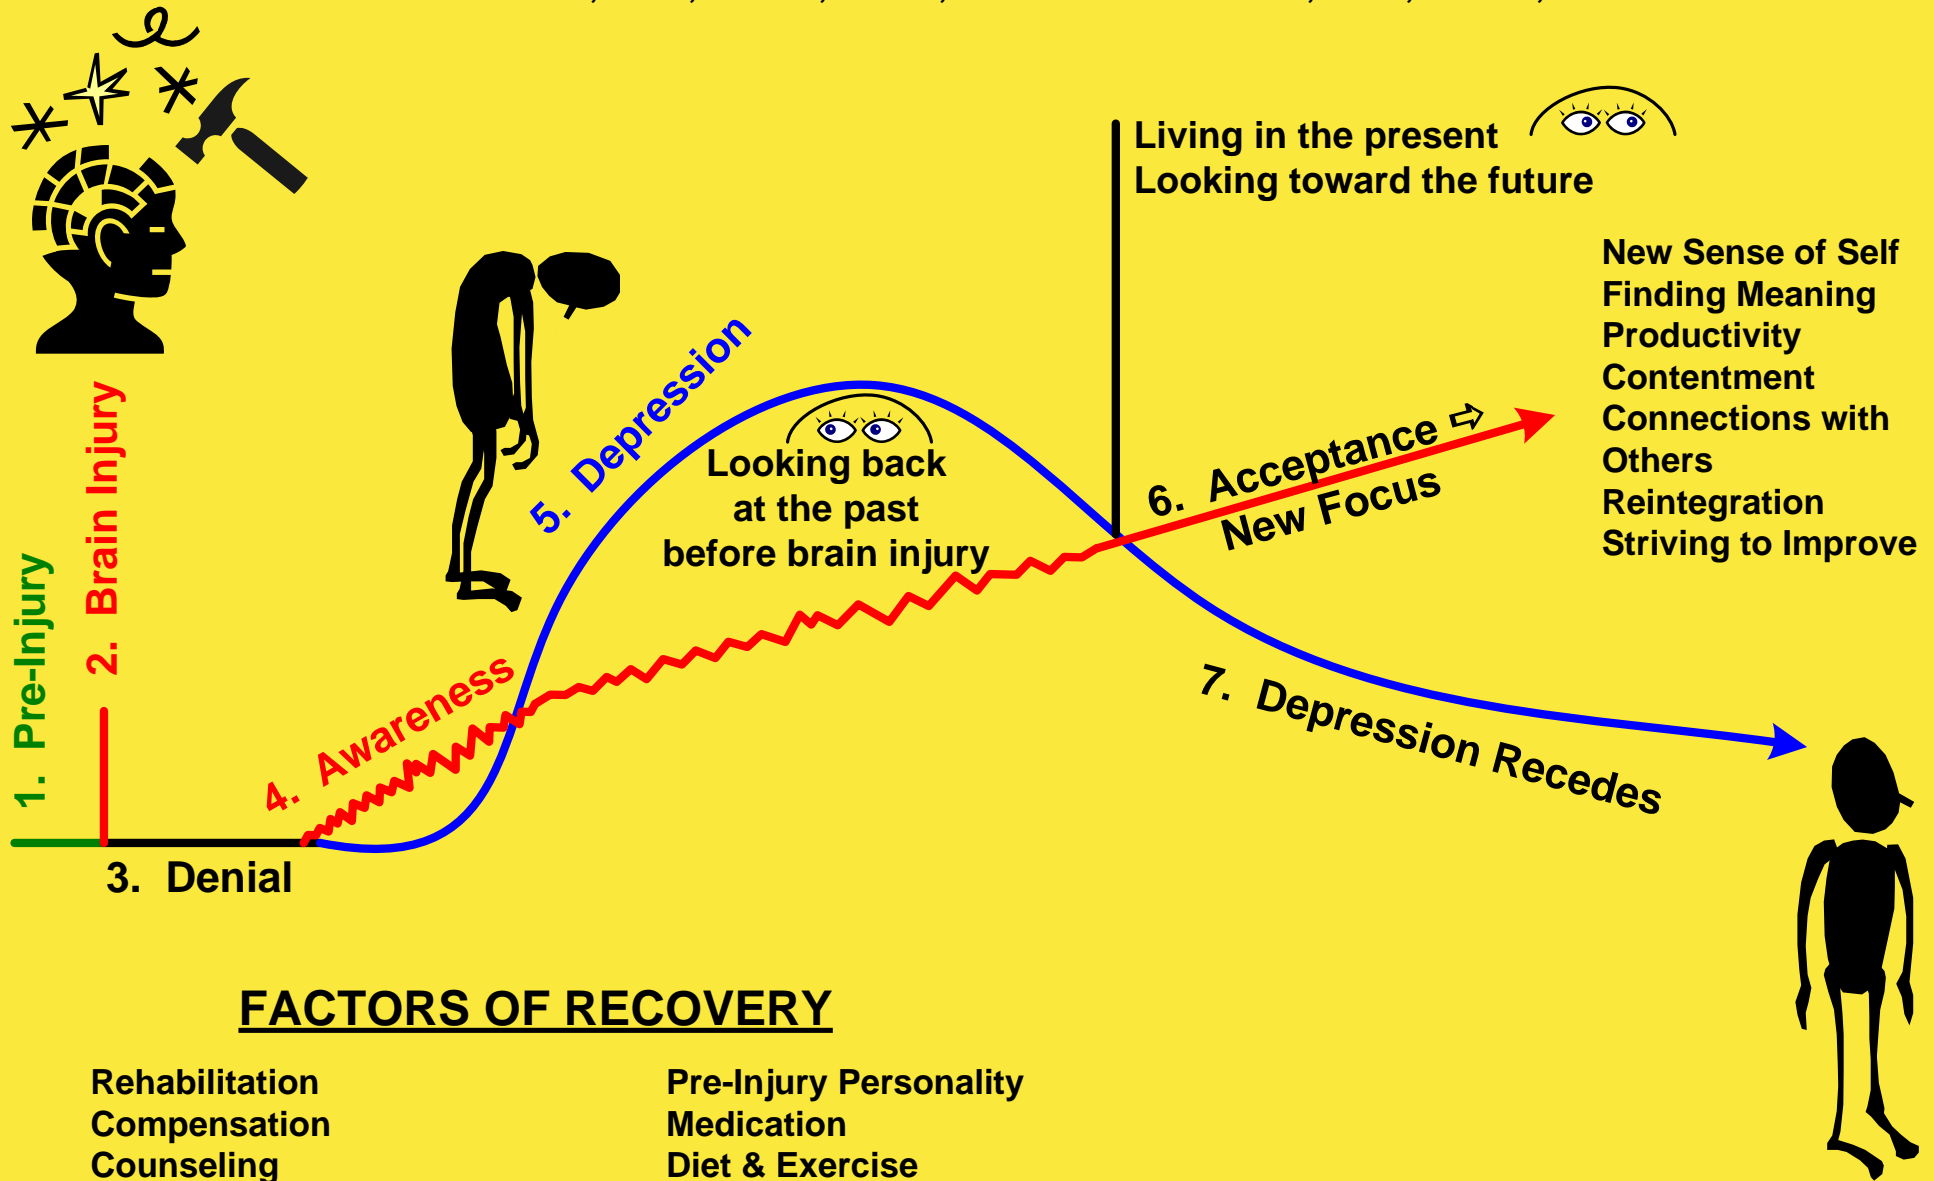 Living in the present
Looking toward the future
New Sense of Self
Finding Meaning
Productivity
Contentment
Connections with
Others
Reintegration
Striving to Improve
1. Pre-Injury
2. Brain Injury
3. Denial
4. Awareness
5. Depression
Looking back
at the past
before brain injury
6. Acceptance ⇨
New Focus
7. Depression Recedes
FACTORS OF RECOVERY
Rehabilitation
Compensation
Counseling
Pre-Injury Personality
Medication
Diet & Exercise